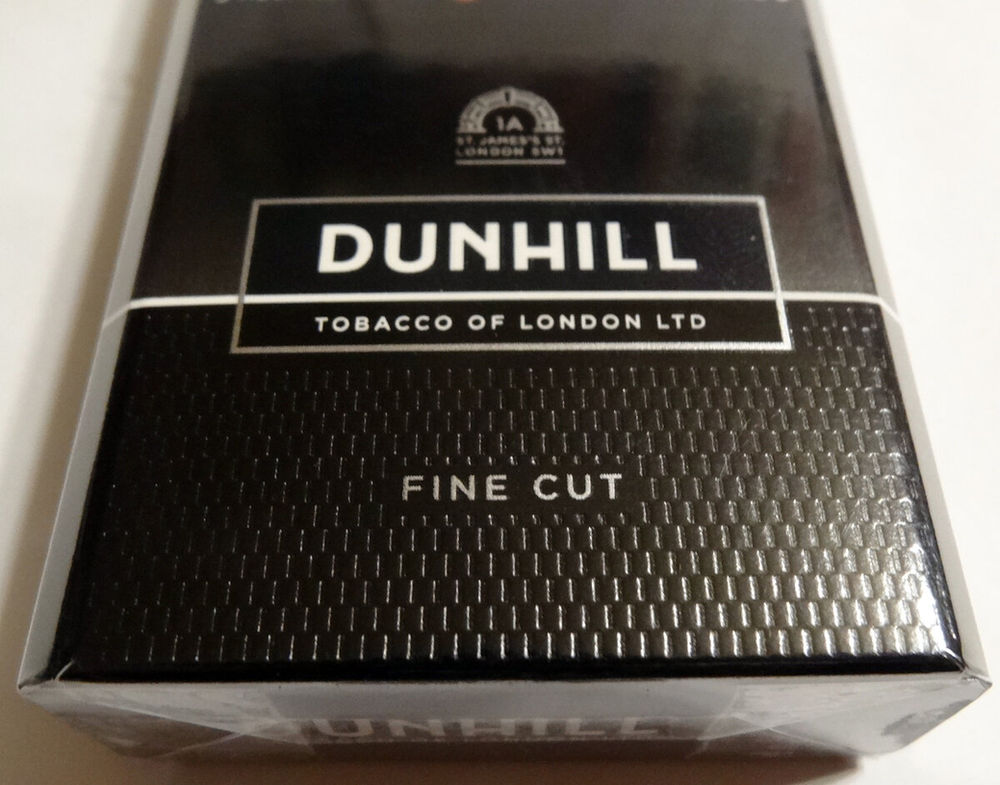 1A
ST. JAMES'S ST.
LONDON SW1
DUNHILL
TOBACCO OF LONDON LTD
FINE CUT
DUNHILL